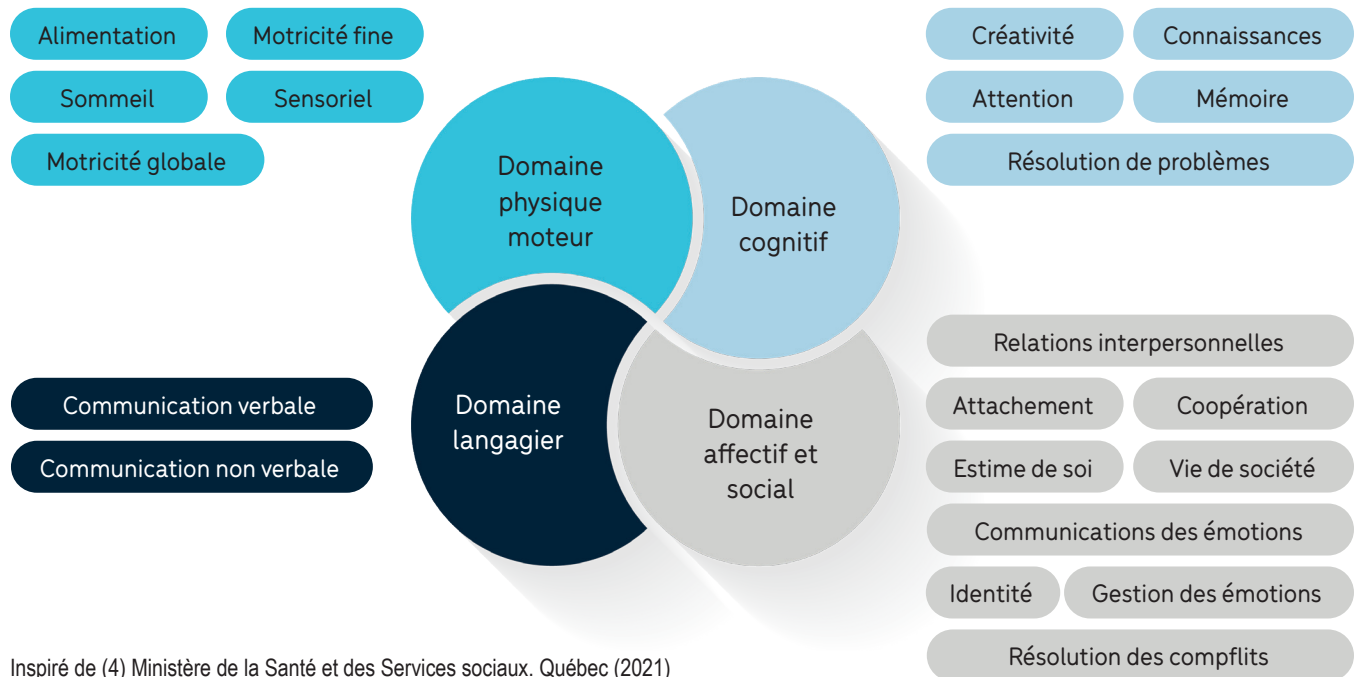 Alimentation
Motricité fine
Sommeil
Sensoriel
Motricité globale
Domaine
physique
moteur
Créativité
Connaissances
Attention
Mémoire
Résolution de problèmes
Domaine
cognitif
Communication verbale
Communication non verbale
Domaine
langagier
Domaine
affectif et
social
Relations interpersonnelles
Attachement
Coopération
Estime de soi
Vie de société
Communications des émotions
Identité
Gestion des émotions
Résolution des compflits
Inspiré de (4) Ministère de la Santé et des Services sociaux. Québec (2021)